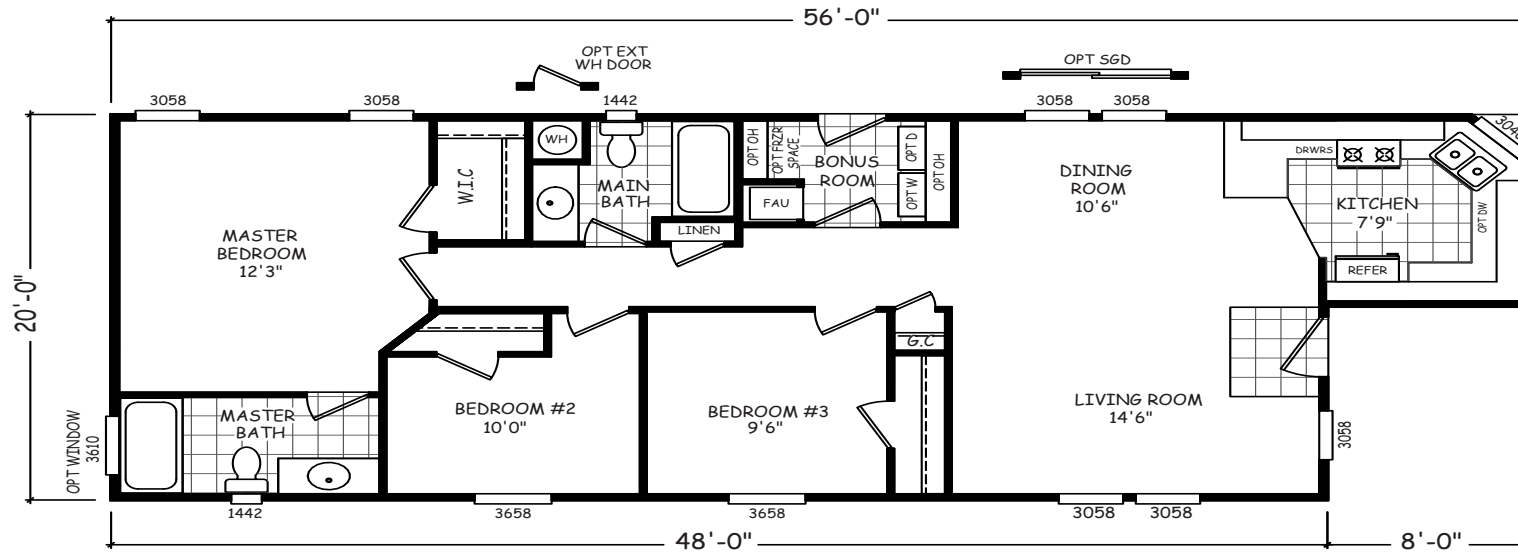 56'-0"
OPT EXT
WH DOOR
OPT SGD
3058
3058
1442
3058
3058
3040
WH
MAIN
BATH
W.I.C
LINEN
OPT OH
OPT FRZR
SPACE
BONUS
ROOM
FAU
OPT D
OPT W
OPT OH
DINING
ROOM
10'6"
DRWRS
KITCHEN
7'9"
OPT DW
REFER
MASTER
BEDROOM
12'3"
20'-0"
G.C
MASTER
BATH
BEDROOM #2
10'0"
BEDROOM #3
9'6"
LIVING ROOM
14'6"
OPT WINDOW
3610
3058
1442
3658
3658
3058
3058
48'-0"
8'-0"